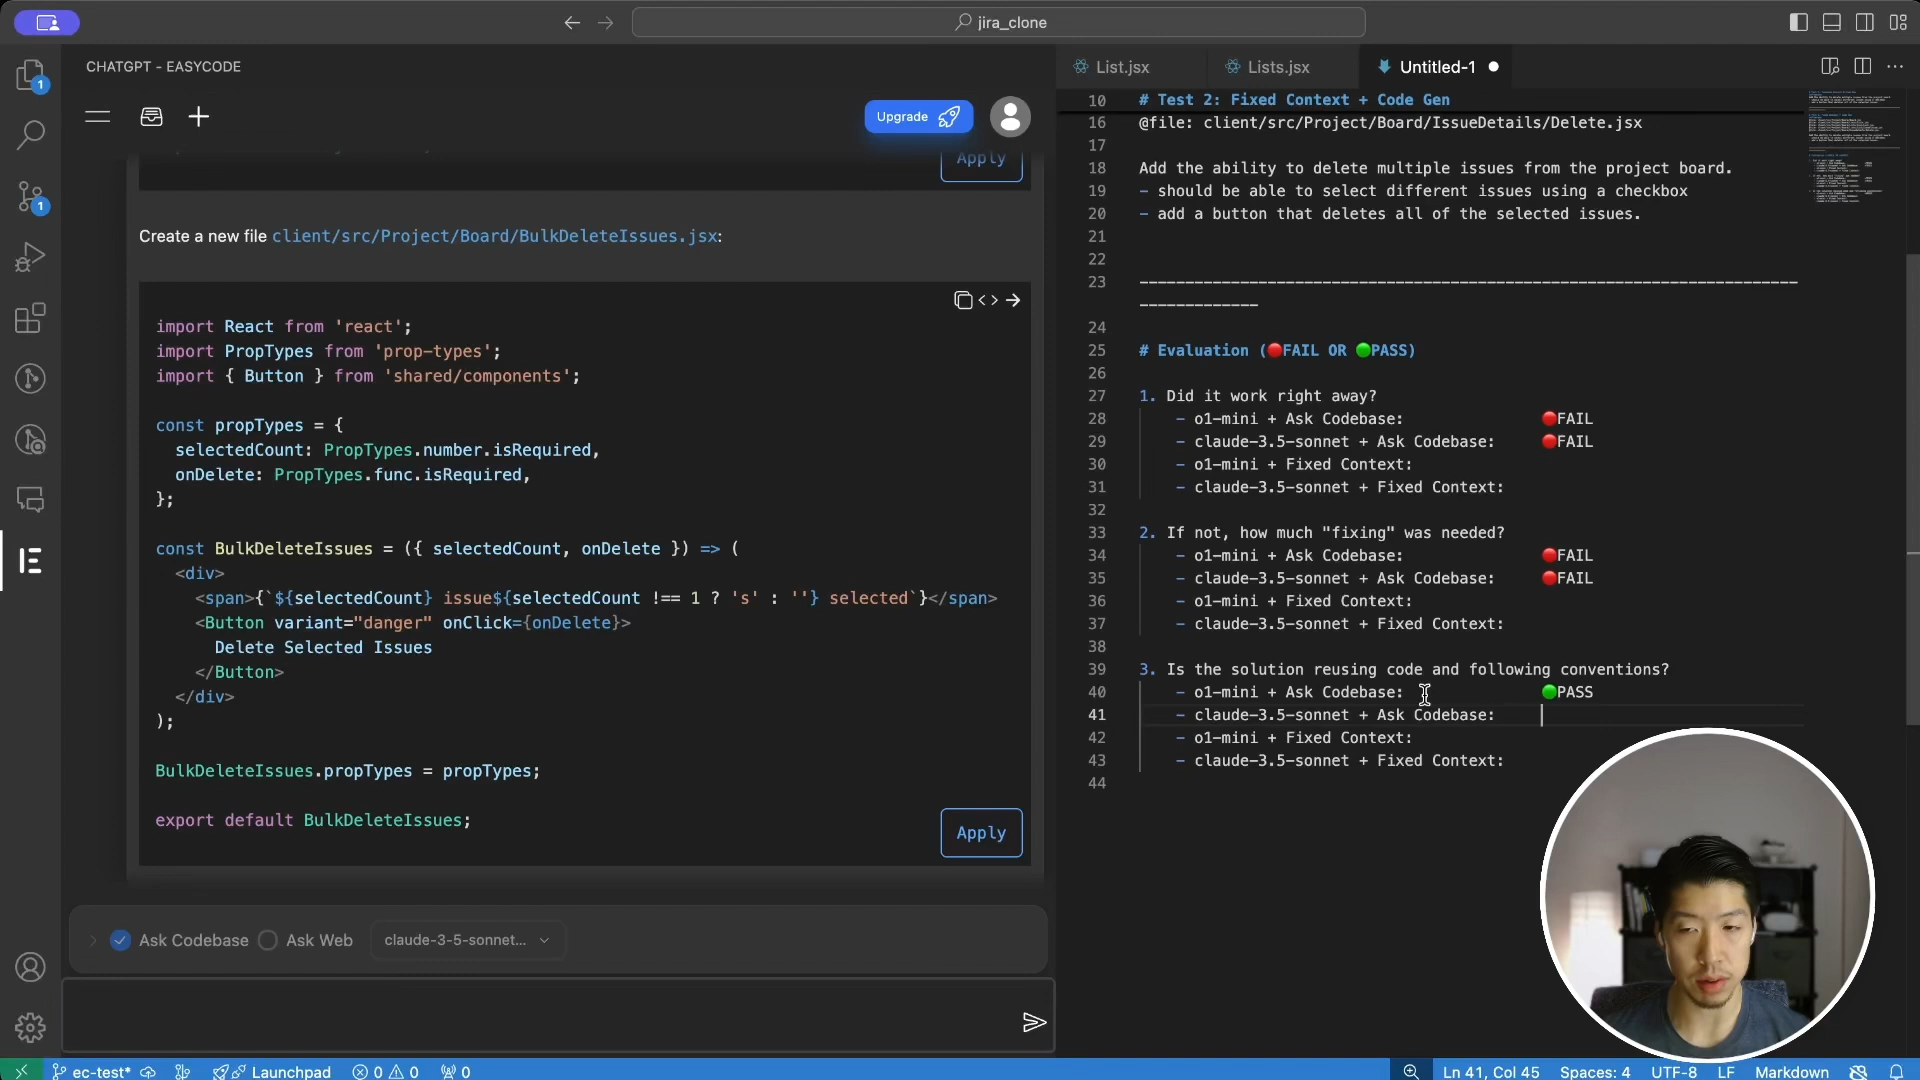 jira_clone
CHATGPT - EASYCODE
Upgrade
Apply
Create a new file client/src/Project/Board/BulkDeleteIssues.jsx:
import React from 'react';
import PropTypes from 'prop-types';
import { Button } from 'shared/components';
const propTypes = {
selectedCount: PropTypes.number.isRequired,
onDelete: PropTypes.func.isRequired,
};
const BulkDeleteIssues = ({ selectedCount, onDelete }) => (
<div>
<span>{`${selectedCount} issue${selectedCount !== 1 ? 's' : ''} selected`}</span>
<Button variant="danger" onClick={onDelete}>
Delete Selected Issues
</Button>
</div>
);
BulkDeleteIssues.propTypes = propTypes;
export default BulkDeleteIssues;
Apply
Ask Codebase Ask Web claude-3-5-sonnet...
List.jsx Lists.jsx Untitled-1
10 # Test 2: Fixed Context + Code Gen
16 @file: client/src/Project/Board/IssueDetails/Delete.jsx
17
18 Add the ability to delete multiple issues from the project board.
19 - should be able to select different issues using a checkbox
20 - add a button that deletes all of the selected issues.
21
22
23 ------------------------------------------------------------------------
-------------
24
25 # Evaluation (🔴FAIL OR 🟢PASS)
26
27 1. Did it work right away?
28 - o1-mini + Ask Codebase: 🔴FAIL
29 - claude-3.5-sonnet + Ask Codebase: 🔴FAIL
30 - o1-mini + Fixed Context:
31 - claude-3.5-sonnet + Fixed Context:
32
33 2. If not, how much "fixing" was needed?
34 - o1-mini + Ask Codebase: 🔴FAIL
35 - claude-3.5-sonnet + Ask Codebase: 🔴FAIL
36 - o1-mini + Fixed Context:
37 - claude-3.5-sonnet + Fixed Context:
38
39 3. Is the solution reusing code and following conventions?
40 - o1-mini + Ask Codebase: 🟢PASS
41 - claude-3.5-sonnet + Ask Codebase:
42 - o1-mini + Fixed Context:
43 - claude-3.5-sonnet + Fixed Context:
44
1
1
ec-test* Launchpad 0 0 0 Ln 41, Col 45 Spaces: 4 UTF-8 LF Markdown